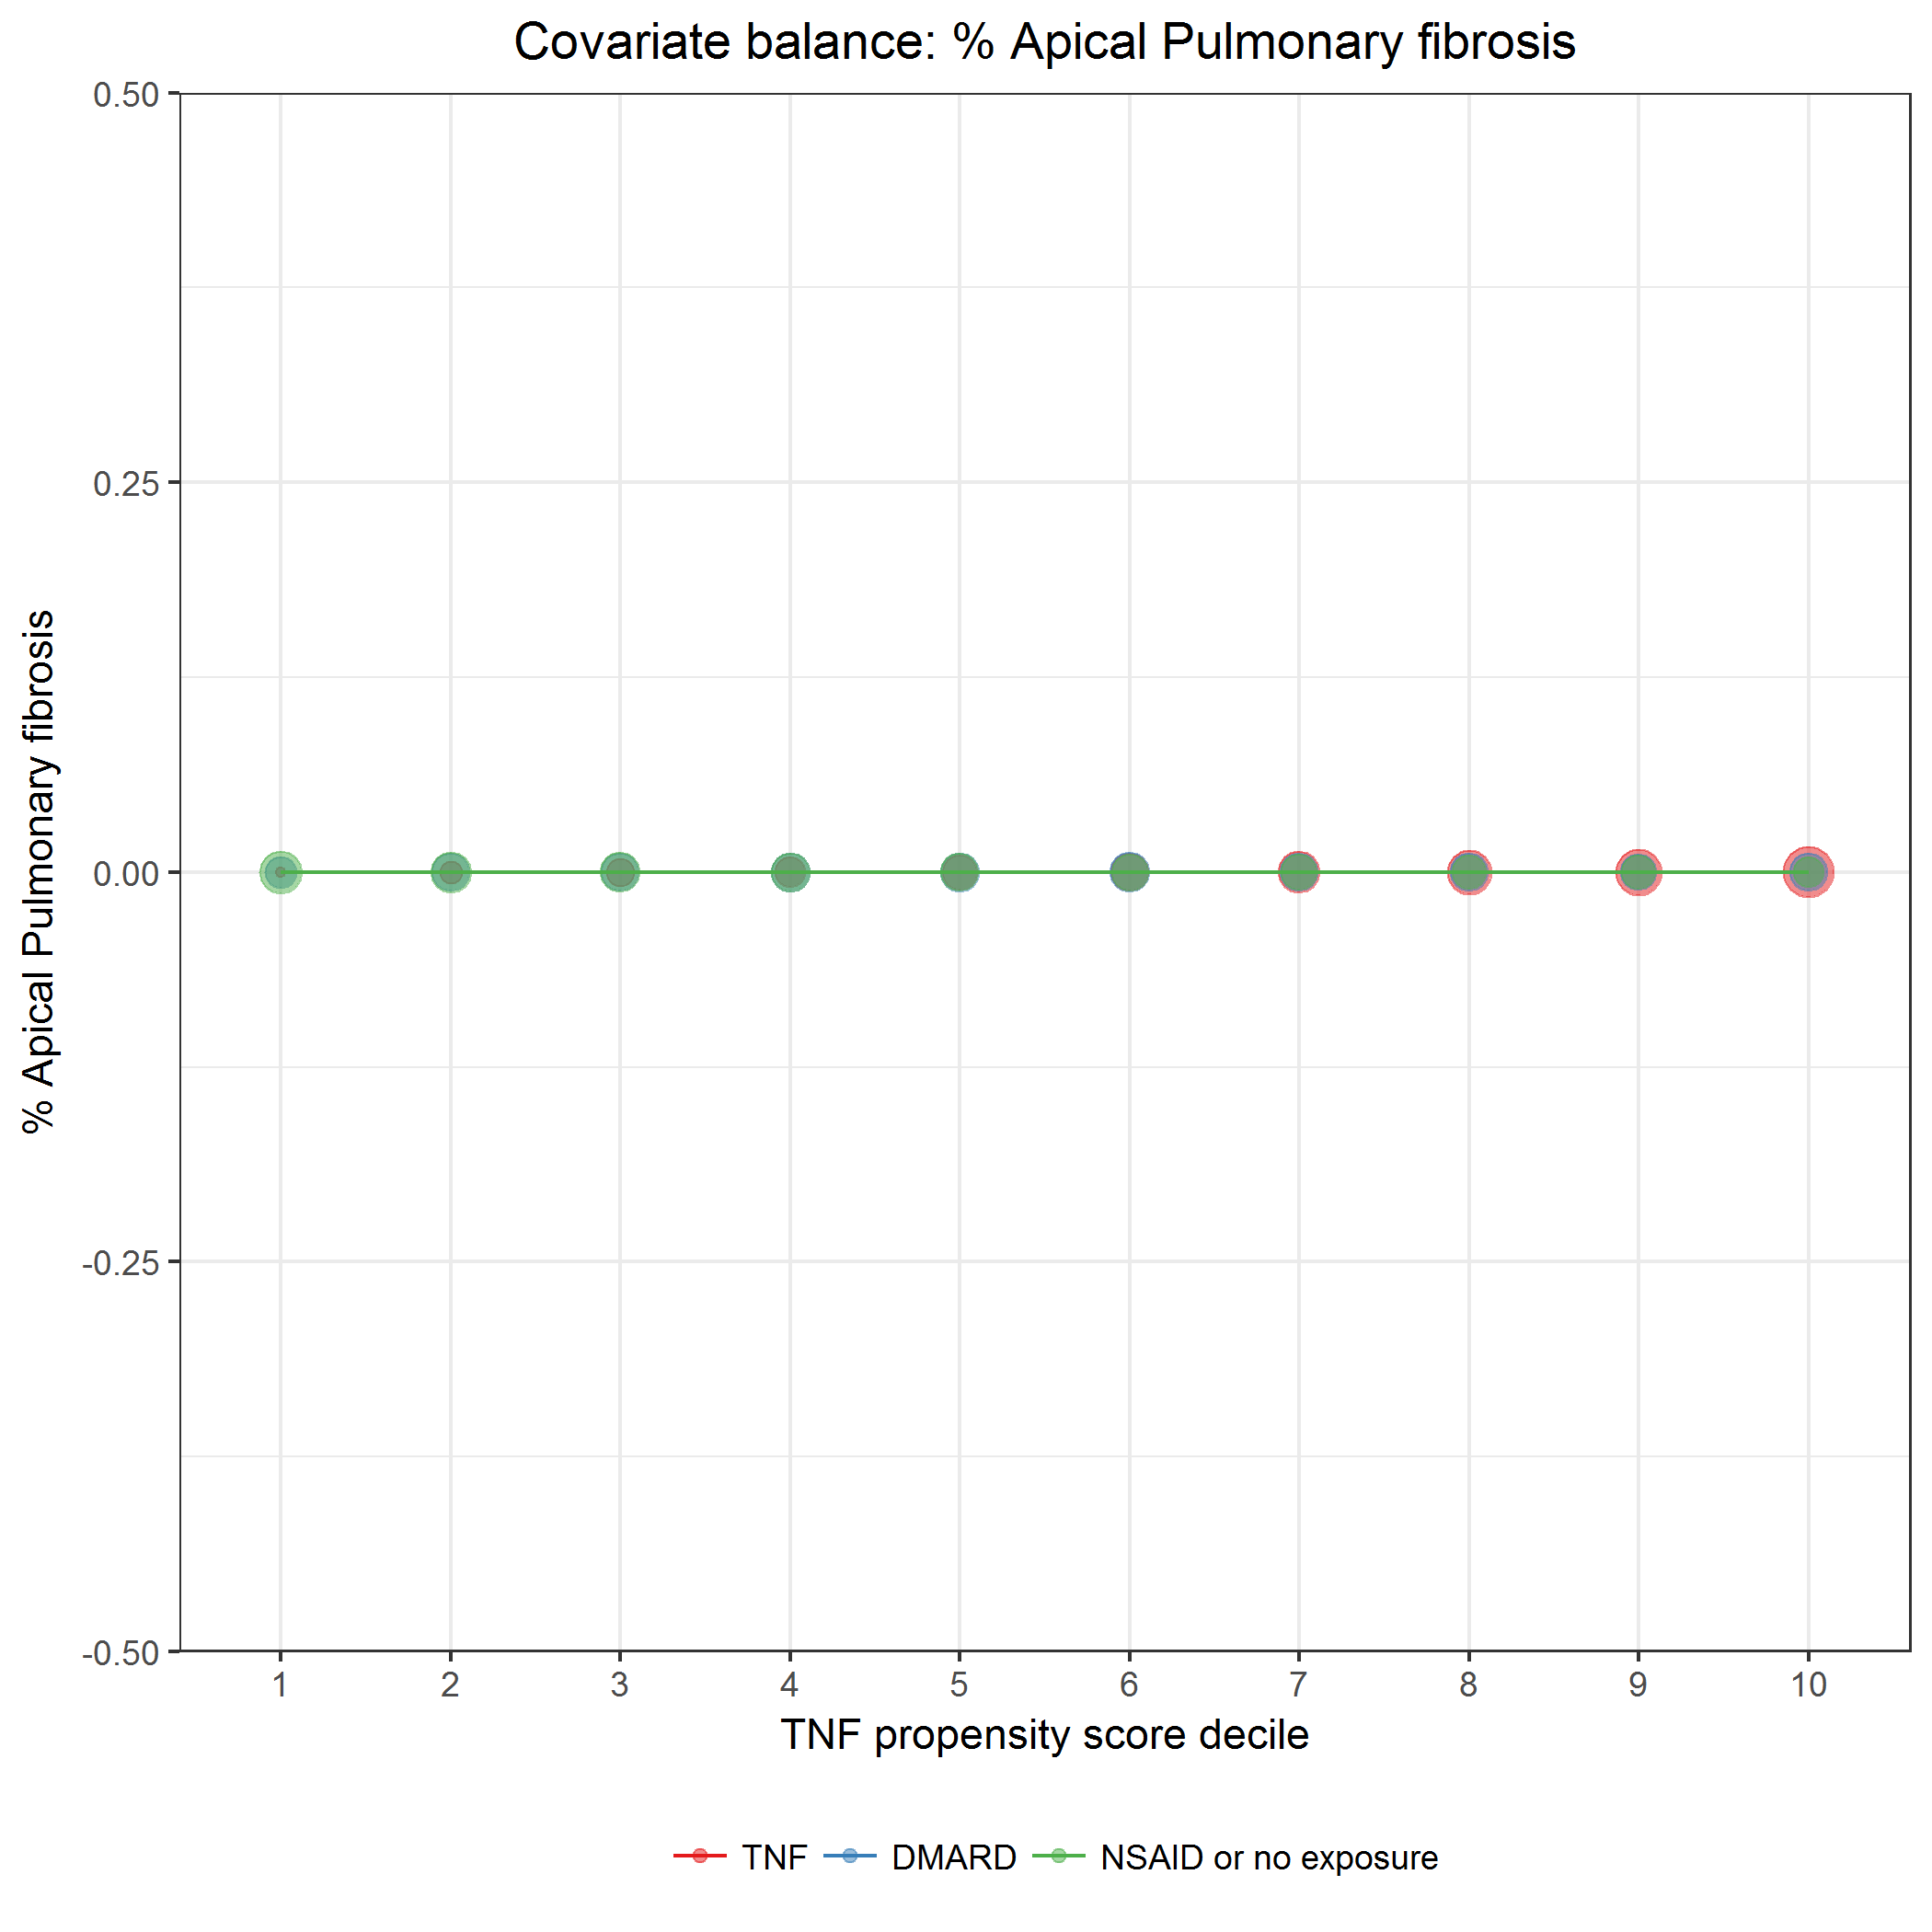 Covariate balance: % Apical Pulmonary fibrosis
% Apical Pulmonary fibrosis
0.50
0.25
0.00
-0.25
-0.50
1 2 3 4 5 6 7 8 9 10
TNF propensity score decile
TNF DMARD NSAID or no exposure